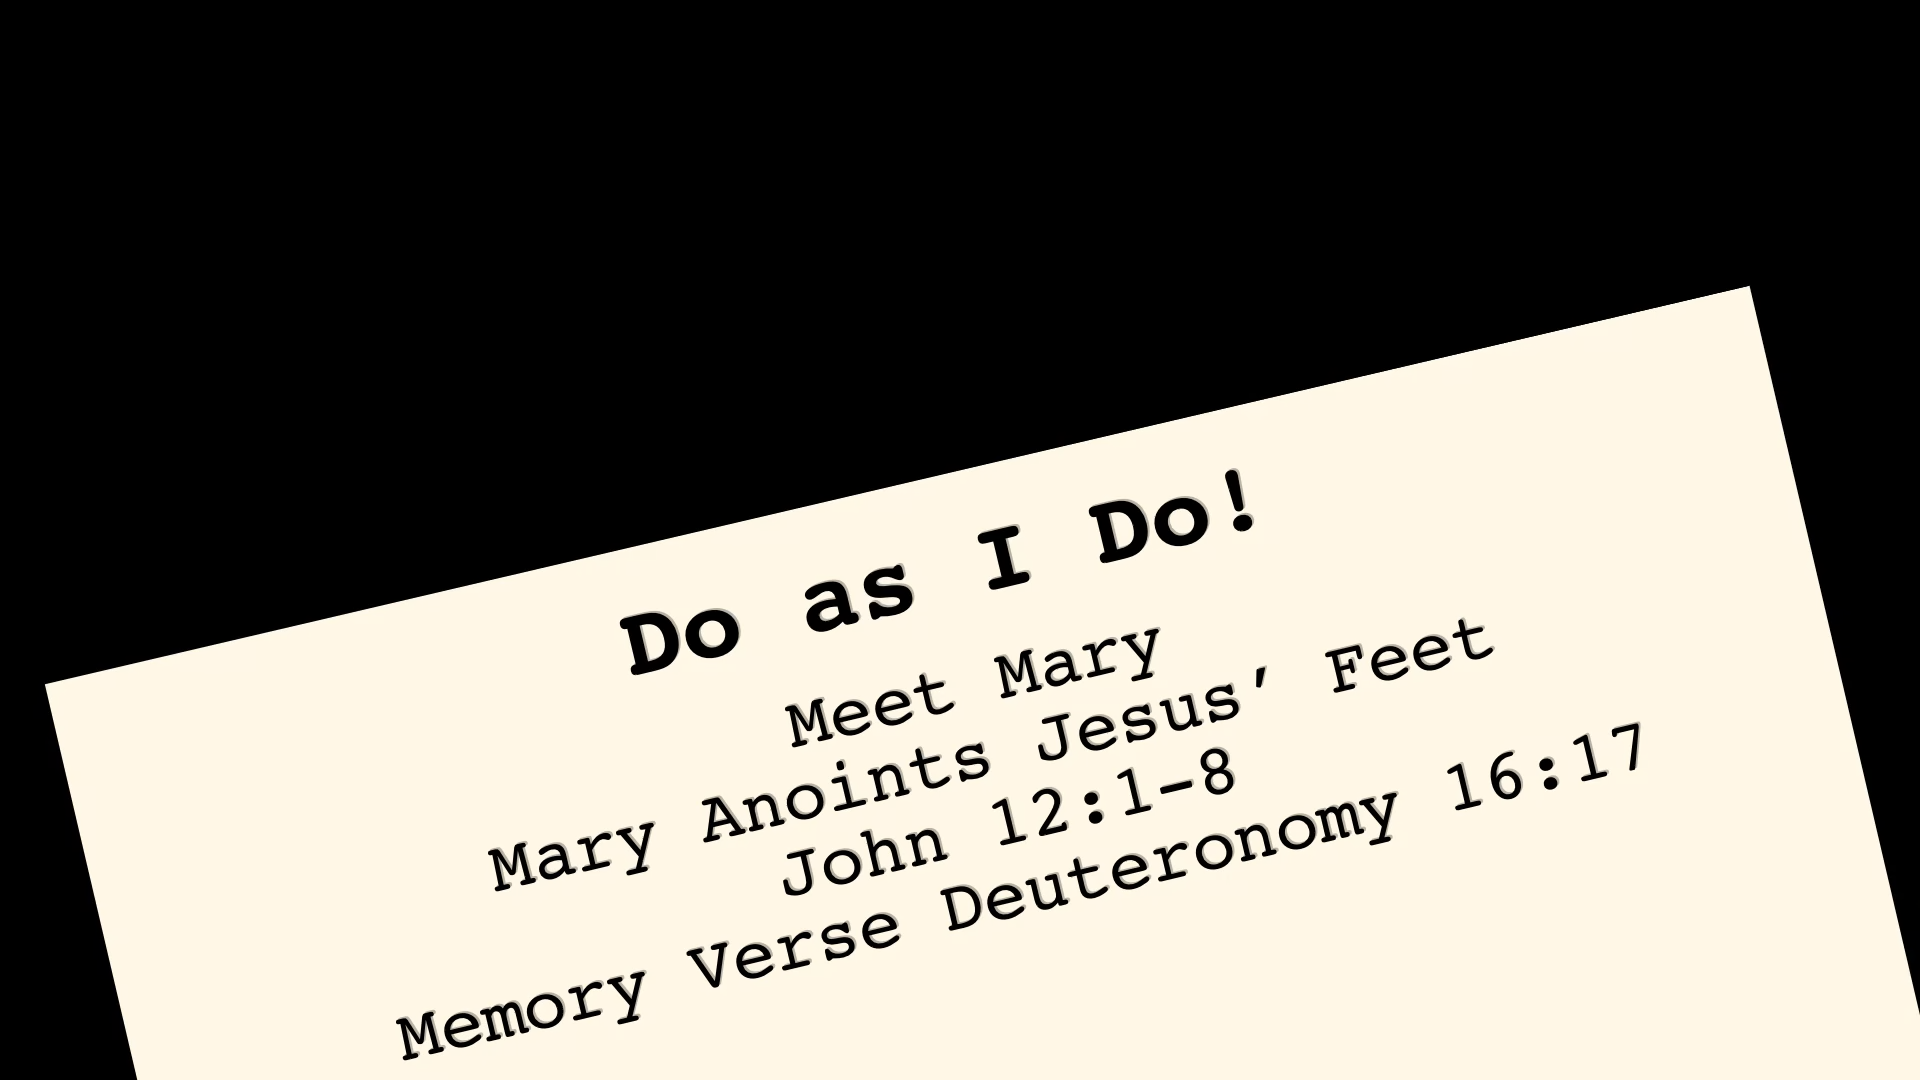 Do as I Do!
Meet Mary
Mary Anoints Jesus’ Feet
John 12:1-8
Memory Verse Deuteronomy 16:17